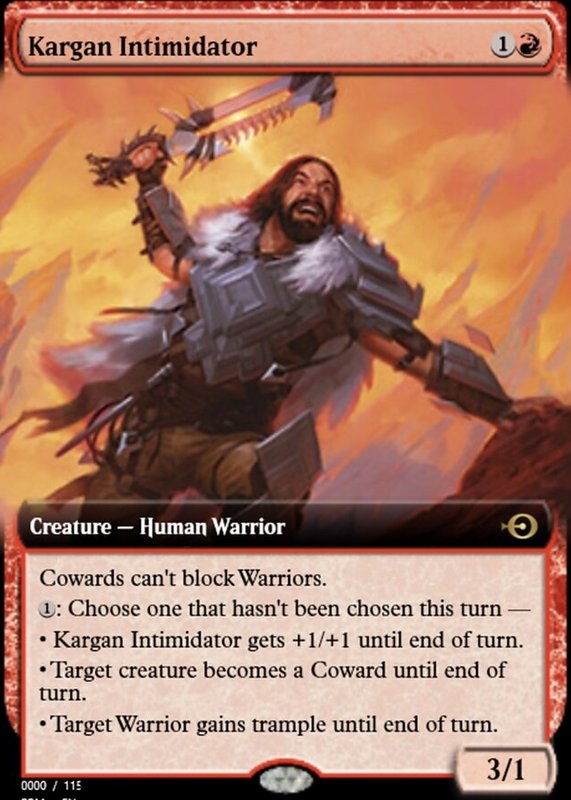 Kargan Intimidator 1
Creature — Human Warrior
Cowards can't block Warriors.
1: Choose one that hasn't been chosen this turn —
• Kargan Intimidator gets +1/+1 until end of turn.
• Target creature becomes a Coward until end of
turn.
• Target Warrior gains trample until end of turn.
3/1
0000 / 115